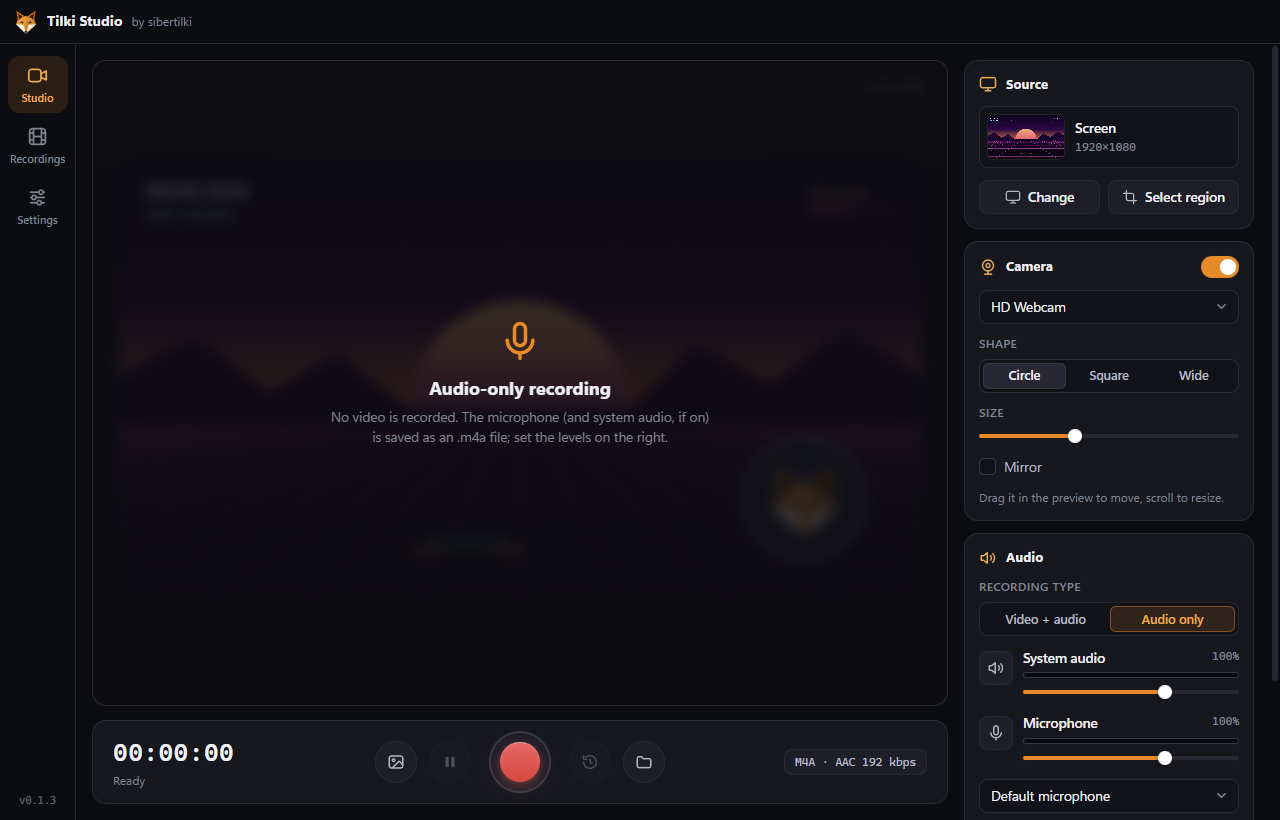 Tilki Studio by sibertilki
Studio
Recordings
Settings
v0.1.3
Audio-only recording
No video is recorded. The microphone (and system audio, if on)
is saved as an .m4a file; set the levels on the right.
00:00:00
Ready
M4A · AAC 192 kbps
Source
Screen
1920×1080
Change
Select region
Camera
HD Webcam
SHAPE
Circle Square Wide
SIZE
Mirror
Drag it in the preview to move, scroll to resize.
Audio
RECORDING TYPE
Video + audio Audio only
System audio 100%
Microphone 100%
Default microphone